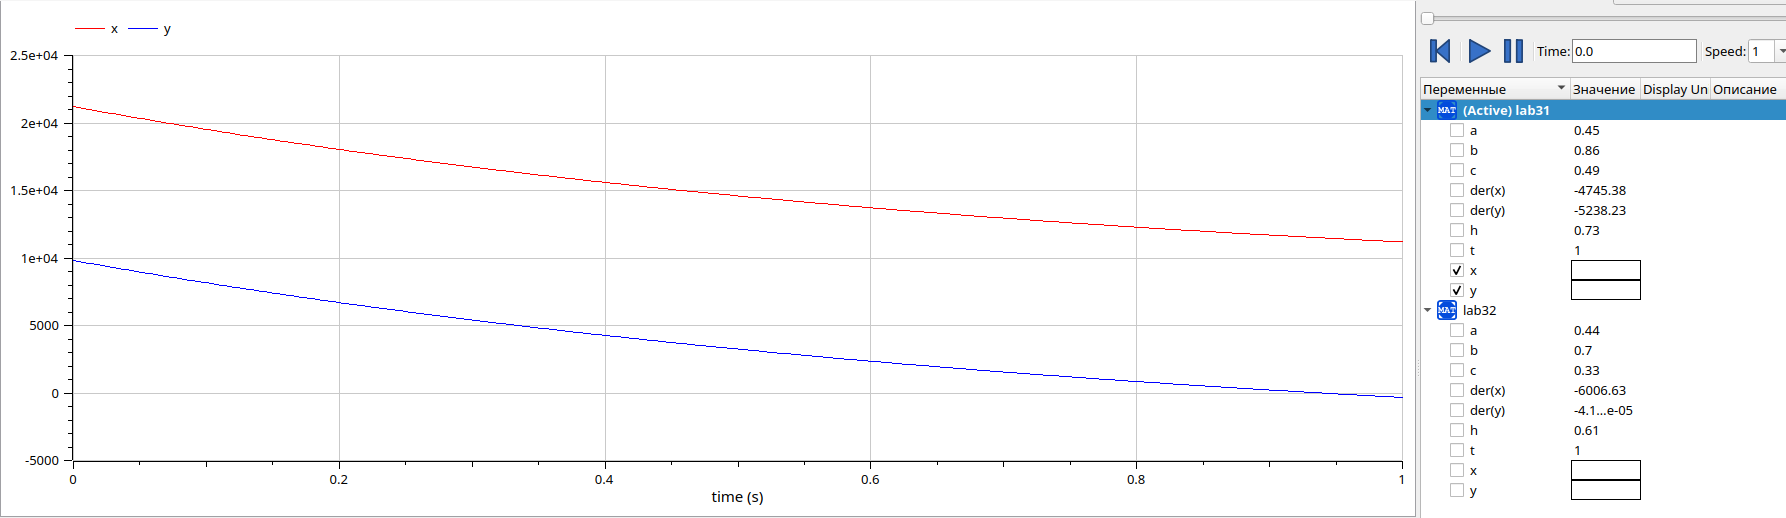 x y
2.5e+04
2e+04
1.5e+04
1e+04
5000
0
-5000
0 0.2 0.4 0.6 0.8 1
time (s)
Time: 0.0 Speed: 1
Переменные Значение Display Un Описание
MAT (Active) lab31
a 0.45
b 0.86
c 0.49
der(x) -4745.38
der(y) -5238.23
h 0.73
t 1
x
y
MAT lab32
a 0.44
b 0.7
c 0.33
der(x) -6006.63
der(y) -4.1...e-05
h 0.61
t 1
x
y